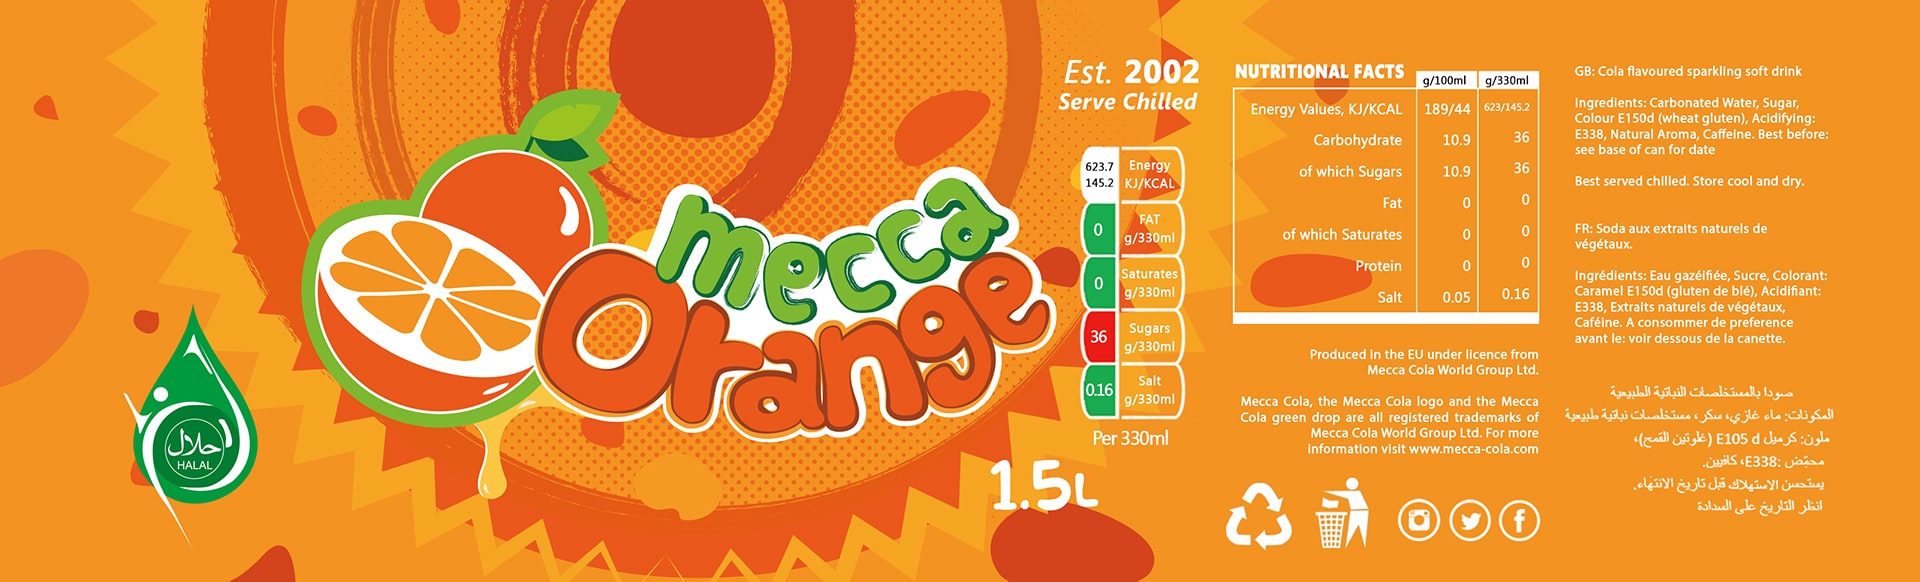 حلال
HALAL
mecca
Orange
Est. 2002
Serve Chilled
623.7 Energy
145.2 KJ/KCAL
0 FAT
g/330ml
0 Saturates
g/330ml
36 Sugars
g/330ml
0.16 Salt
g/330ml
Per 330ml
1.5L
NUTRITIONAL FACTS g/100ml g/330ml
Energy Values, KJ/KCAL 189/44 623/145.2
Carbohydrate 10.9 36
of which Sugars 10.9 36
Fat 0 0
of which Saturates 0 0
Protein 0 0
Salt 0.05 0.16
Produced in the EU under licence from
Mecca Cola World Group Ltd.
Mecca Cola, the Mecca Cola logo and the Mecca
Cola green drop are all registered trademarks of
Mecca Cola World Group Ltd. For more
information visit www.mecca-cola.com
GB: Cola flavoured sparkling soft drink
Ingredients: Carbonated Water, Sugar,
Colour E150d (wheat gluten), Acidifying:
E338, Natural Aroma, Caffeine. Best before:
see base of can for date
Best served chilled. Store cool and dry.
FR: Soda aux extraits naturels de
végétaux.
Ingrédients: Eau gazéifiée, Sucre, Colorant:
Caramel E150d (gluten de blé), Acidifiant:
E338, Extraits naturels de végétaux,
Caféine. A consommer de preference
avant le: voir dessous de la canette.
صودا بالمستخلصات النباتية الطبيعية
المكونات: ماء غازي، سكر، مستخلصات نباتية طبيعية
ملون: كرميل E105 d (غلوتين القمح)،
محمّض :E338، كافيين.
يستحسن الاستهلاك قبل تاريخ الانتهاء.
انظر التاريخ على السدادة